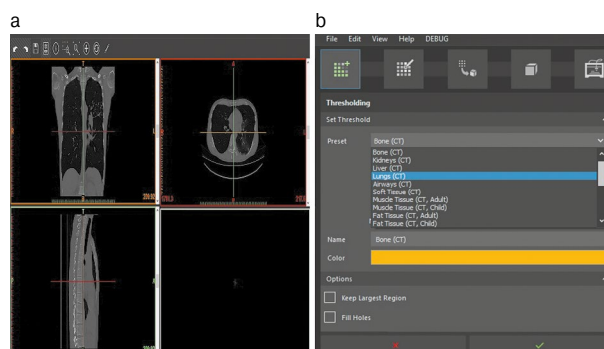 a
b
File Edit View Help DEBUG
Thresholding
Set Threshold
Preset Bone (CT)
Bone (CT)
Kidneys (CT)
Liver (CT)
Lungs (CT)
Airways (CT)
Soft Tissue (CT)
Muscle Tissue (CT, Adult)
Muscle Tissue (CT, Child)
Fat Tissue (CT, Adult)
Fat Tissue (CT, Child)
Name Bone (CT)
Color
Options
Keep Largest Region
Fill Holes